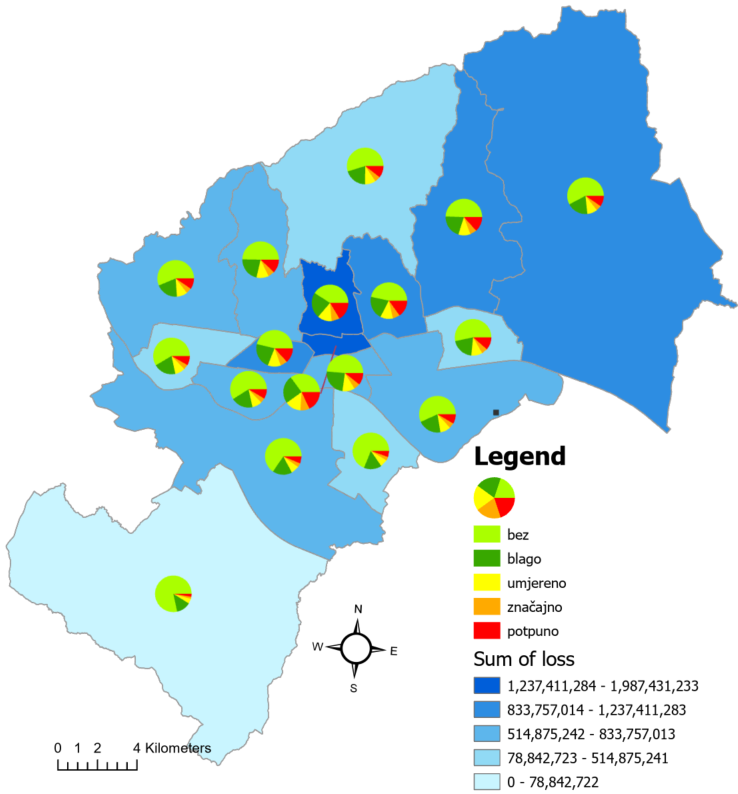 Legend
bez
blago
umjereno
značajno
potpuno
Sum of loss
1,237,411,284 - 1,987,431,233
833,757,014 - 1,237,411,283
514,875,242 - 833,757,013
78,842,723 - 514,875,241
0 - 78,842,722
N
W E
S
0 1 2 4 Kilometers